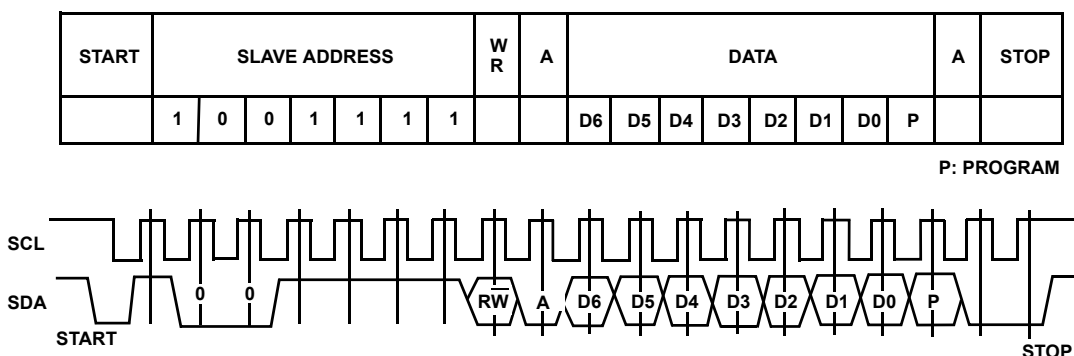 START SLAVE ADDRESS WR A DATA A STOP
1 0 0 1 1 1 1 D6 D5 D4 D3 D2 D1 D0 P
P: PROGRAM
SCL
SDA 0 0 RW A D6 D5 D4 D3 D2 D1 D0 P
START STOP